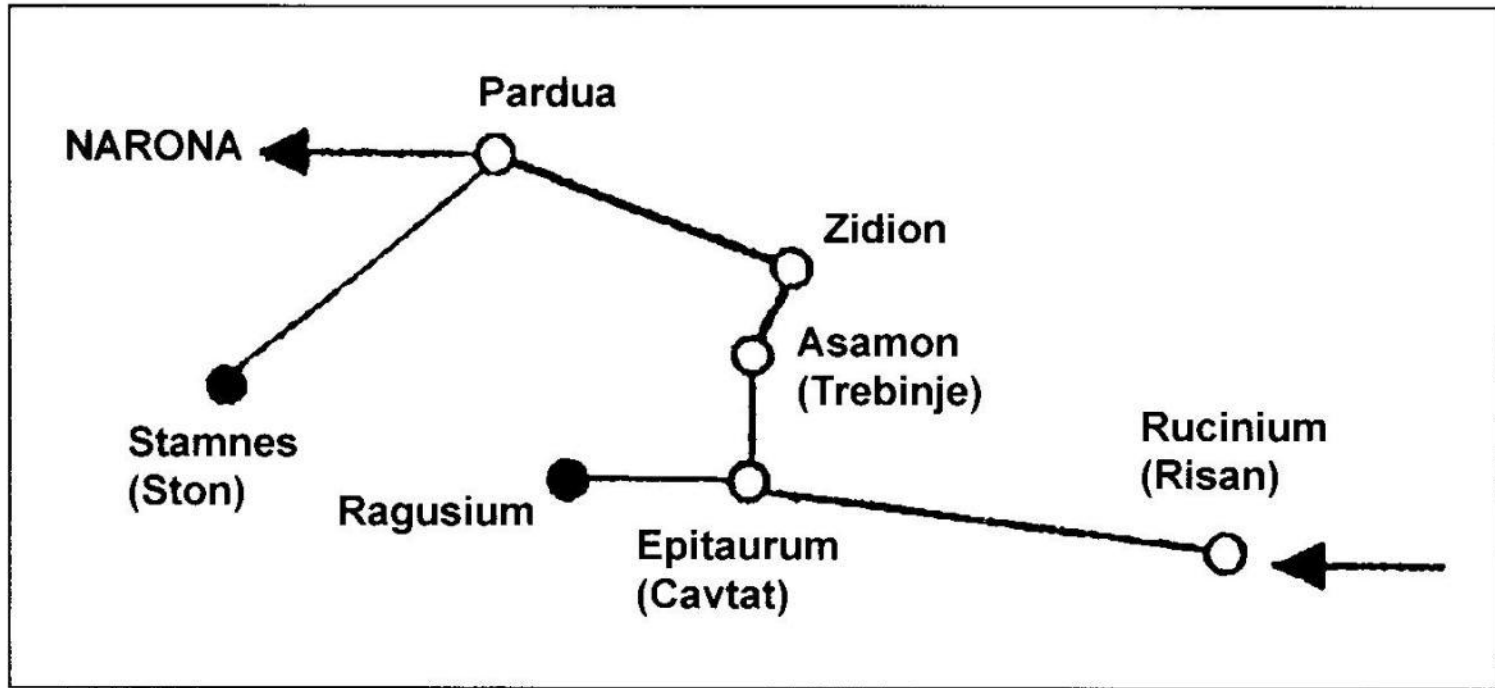 Pardua
NARONA
Zidion
Asamon
(Trebinje)
Rucinium
(Risan)
Stamnes
(Ston)
Ragusium
Epitaurum
(Cavtat)